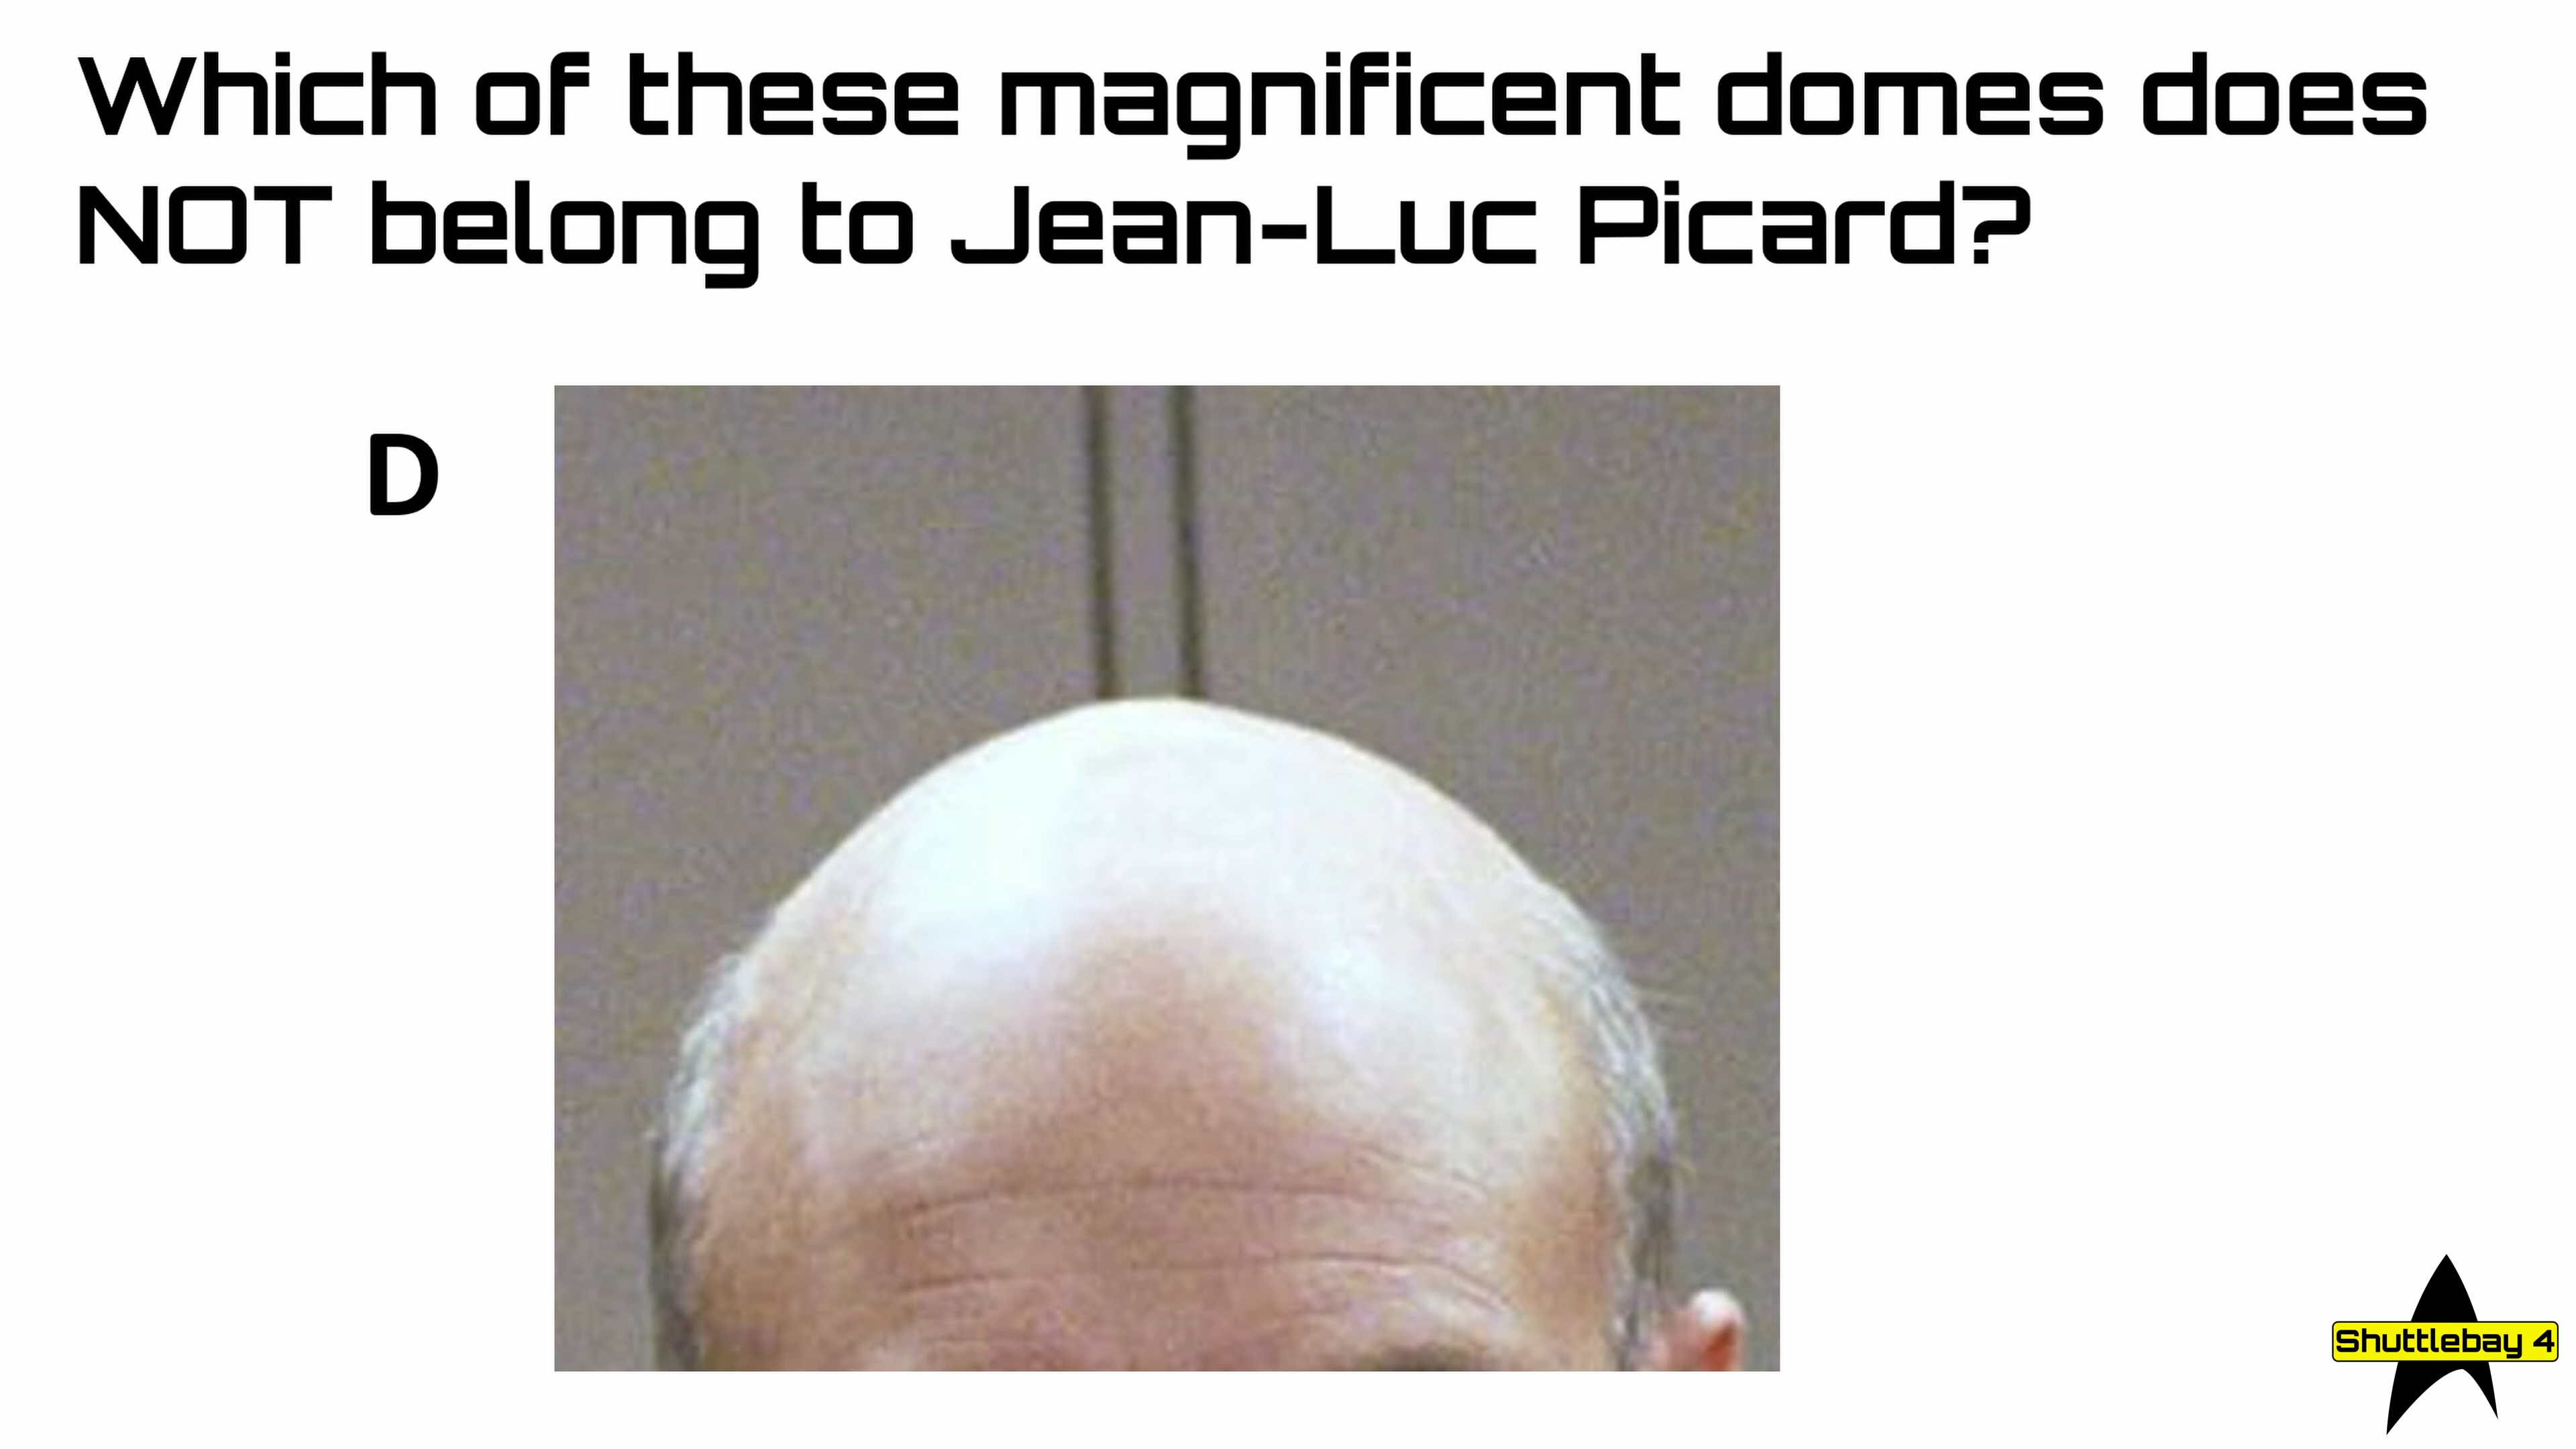 Which of these magnificent domes does
NOT belong to Jean-Luc Picard?
D
Shuttlebay 4